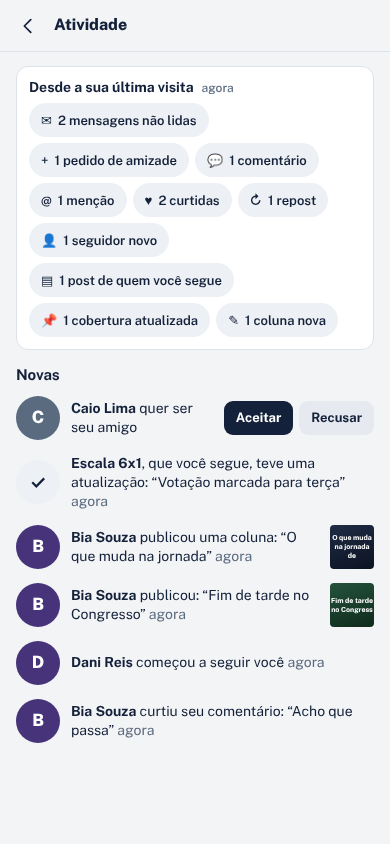 Atividade
Desde a sua última visita agora
✉ 2 mensagens não lidas
+ 1 pedido de amizade
💬 1 comentário
@ 1 menção
♥ 2 curtidas
↻ 1 repost
👤 1 seguidor novo
▤ 1 post de quem você segue
📌 1 cobertura atualizada
✎ 1 coluna nova
Novas
C
Caio Lima quer ser
seu amigo
Aceitar
Recusar
✓
Escala 6x1, que você segue, teve uma
atualização: “Votação marcada para terça”
agora
B
Bia Souza publicou uma coluna: “O
que muda na jornada” agora
O que muda
na jornada
de
B
Bia Souza publicou: “Fim de tarde no
Congresso” agora
Fim de tarde
no Congress
D
Dani Reis começou a seguir você agora
B
Bia Souza curtiu seu comentário: “Acho que
passa” agora